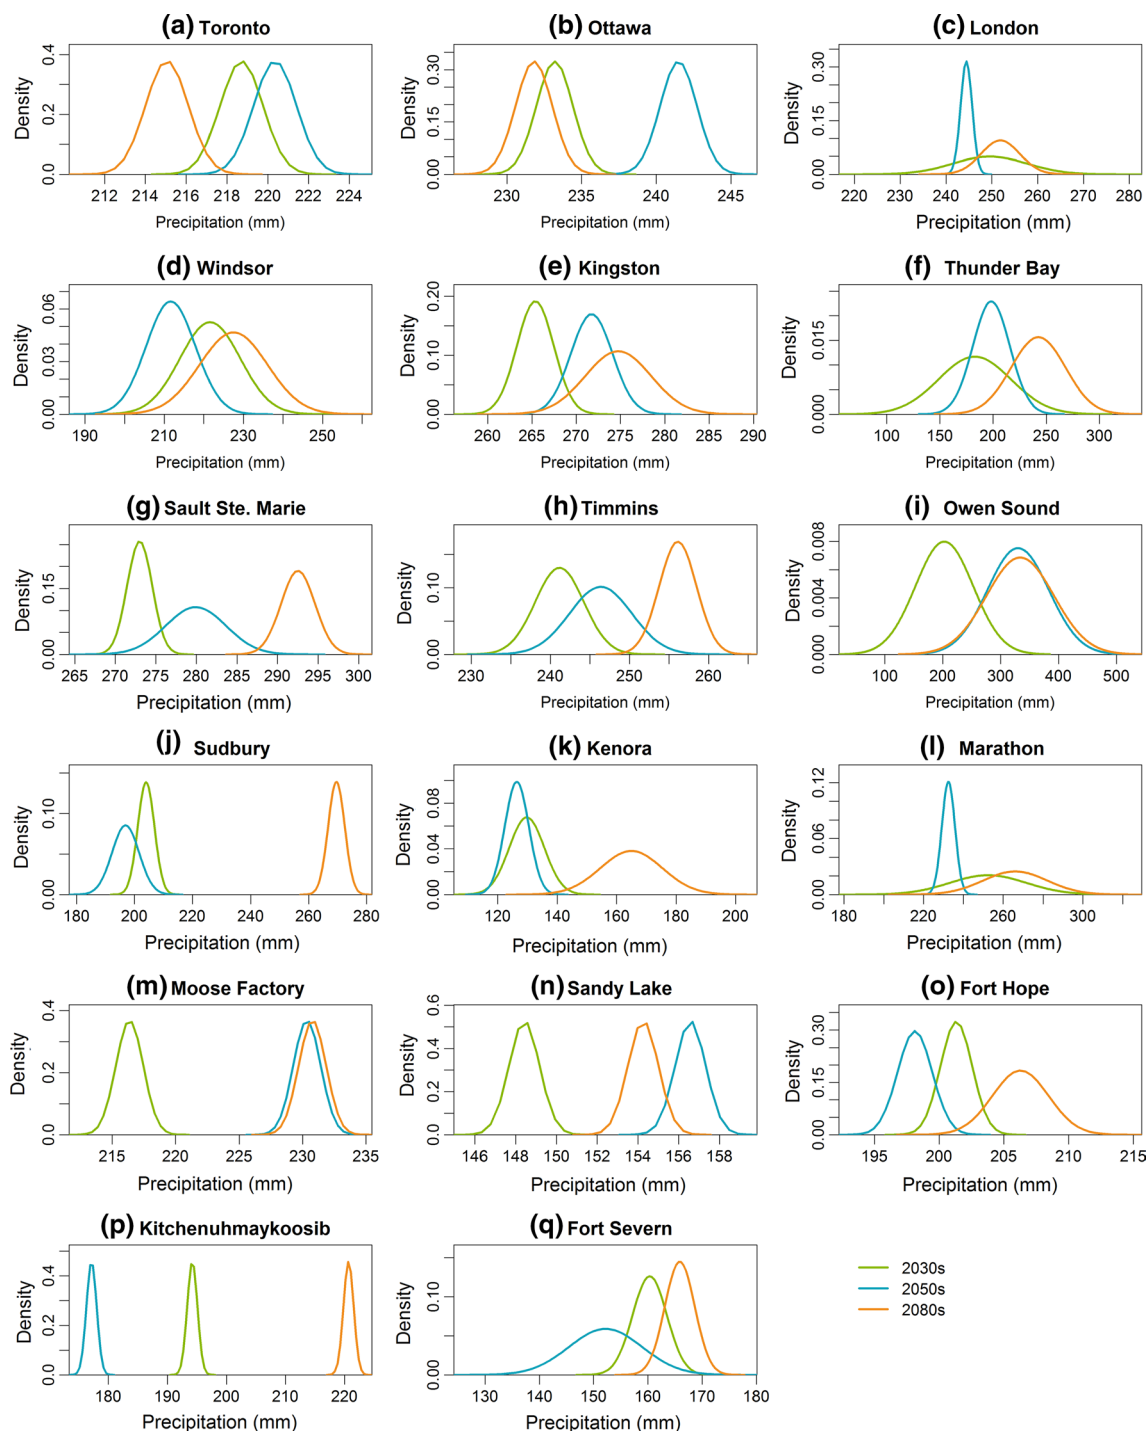 (a) Toronto
Density
0.0 0.2 0.4
212 214 216 218 220 222 224
Precipitation (mm)
(b) Ottawa
Density
0.00 0.15 0.30
230 235 240 245
Precipitation (mm)
(c) London
Density
0.00 0.15 0.30
220 230 240 250 260 270 280
Precipitation (mm)
(d) Windsor
Density
0.00 0.03 0.06
190 210 230 250
Precipitation (mm)
(e) Kingston
Density
0.00 0.10 0.20
260 265 270 275 280 285 290
Precipitation (mm)
(f) Thunder Bay
Density
0.000 0.015
100 150 200 250 300
Precipitation (mm)
(g) Sault Ste. Marie
Density
0.00 0.15
265 270 275 280 285 290 295 300
Precipitation (mm)
(h) Timmins
Density
0.00 0.10
230 240 250 260
Precipitation (mm)
(i) Owen Sound
Density
0.000 0.004 0.008
100 200 300 400 500
Precipitation (mm)
(j) Sudbury
Density
0.00 0.10
180 200 220 240 260 280
Precipitation (mm)
(k) Kenora
Density
0.00 0.04 0.08
120 140 160 180 200
Precipitation (mm)
(l) Marathon
Density
0.00 0.06 0.12
180 220 260 300
Precipitation (mm)
(m) Moose Factory
Density
0.0 0.2 0.4
215 220 225 230 235
Precipitation (mm)
(n) Sandy Lake
Density
0.0 0.2 0.4 0.6
146 148 150 152 154 156 158
Precipitation (mm)
(o) Fort Hope
Density
0.00 0.15 0.30
195 200 205 210 215
Precipitation (mm)
(p) Kitchenuhmaykoosib
Density
0.0 0.2 0.4
180 190 200 210 220
Precipitation (mm)
(q) Fort Severn
Density
0.00 0.10
130 140 150 160 170 180
Precipitation (mm)
2030s
2050s
2080s